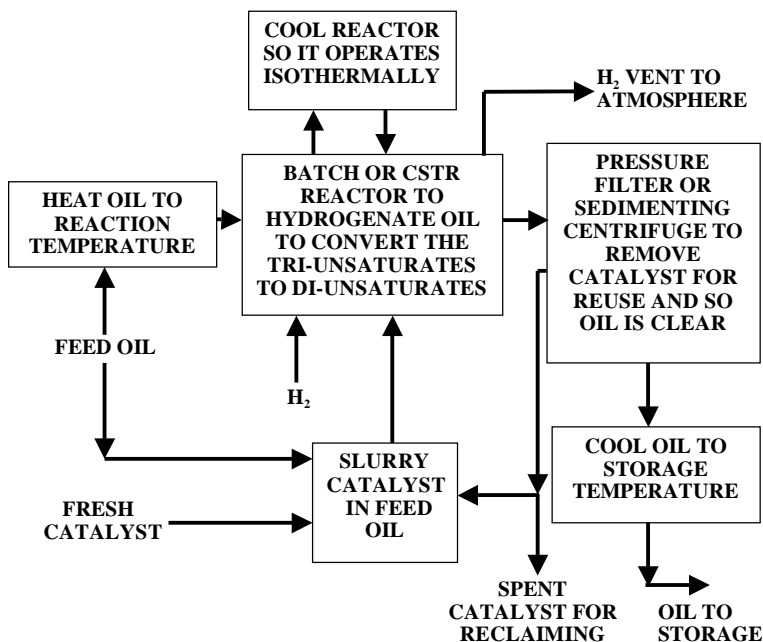 COOL REACTOR
SO IT OPERATES
ISOTHERMALLY
H₂ VENT TO
ATMOSPHERE
HEAT OIL TO
REACTION
TEMPERATURE
BATCH OR CSTR
REACTOR TO
HYDROGENATE OIL
TO CONVERT THE
TRI-UNSATURATES
TO DI-UNSATURATES
PRESSURE
FILTER OR
SEDIMENTING
CENTRIFUGE TO
REMOVE
CATALYST FOR
REUSE AND SO
OIL IS CLEAR
FEED OIL
H₂
SLURRY
CATALYST
IN FEED
OIL
COOL OIL TO
STORAGE
TEMPERATURE
FRESH
CATALYST
SPENT
CATALYST FOR
RECLAIMING
OIL TO
STORAGE